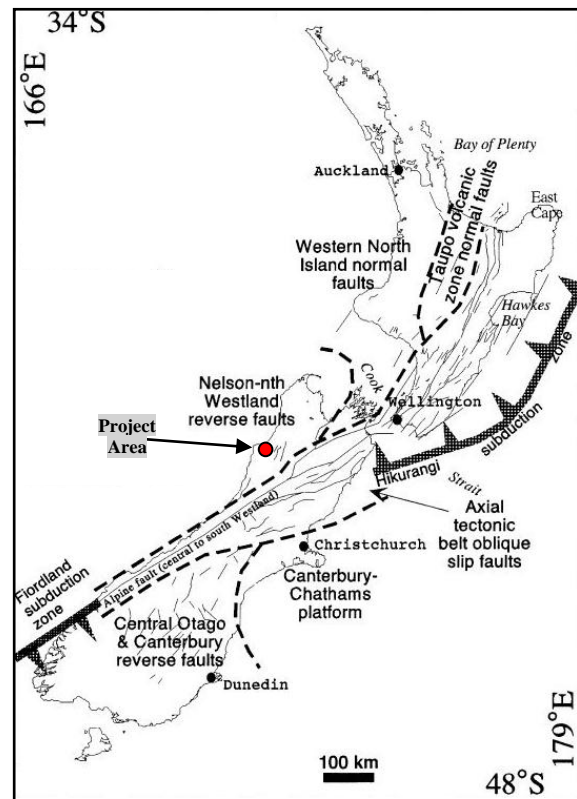 34°S
166°E
Bay of Plenty
Auckland
East
Cape
Taupo volcanic
zone normal faults
Western North
Island normal
faults
Hawkes
Bay
zone
Nelson-nth
Westland
reverse faults
Cook
Wellington
subduction
Project
Area
Hikurangi
Strait
Axial
tectonic
belt oblique
slip faults
Alpine fault (central to south Westland)
Christchurch
Canterbury-
Chathams
platform
Fiordland
subduction
zone
Central Otago
& Canterbury
reverse faults
Dunedin
179°E
100 km
48°S